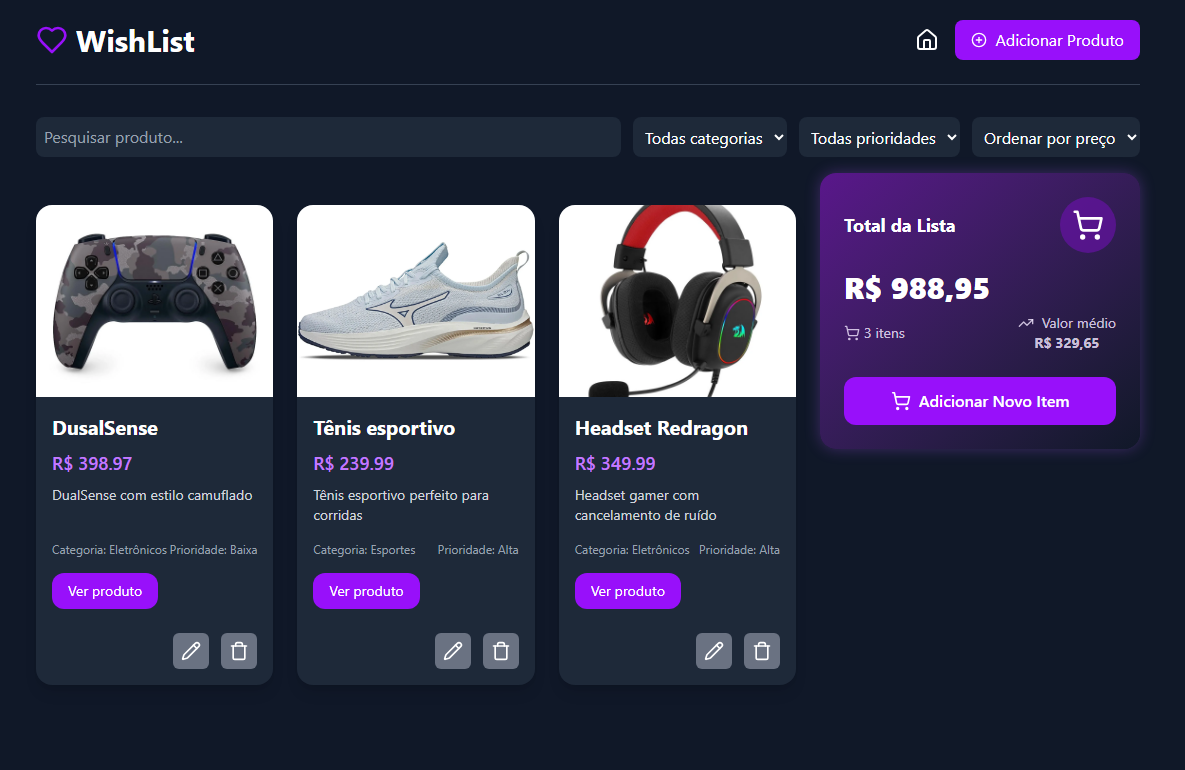 WishList
Adicionar Produto
Pesquisar produto...
Todas categorias
Todas prioridades
Ordenar por preço
DusalSense
R$ 398.97
DualSense com estilo camuflado
Categoria: Eletrônicos Prioridade: Baixa
Ver produto
Tênis esportivo
R$ 239.99
Tênis esportivo perfeito para
corridas
Categoria: Esportes Prioridade: Alta
Ver produto
Headset Redragon
R$ 349.99
Headset gamer com
cancelamento de ruído
Categoria: Eletrônicos Prioridade: Alta
Ver produto
Total da Lista
R$ 988,95
3 itens
Valor médio
R$ 329,65
Adicionar Novo Item